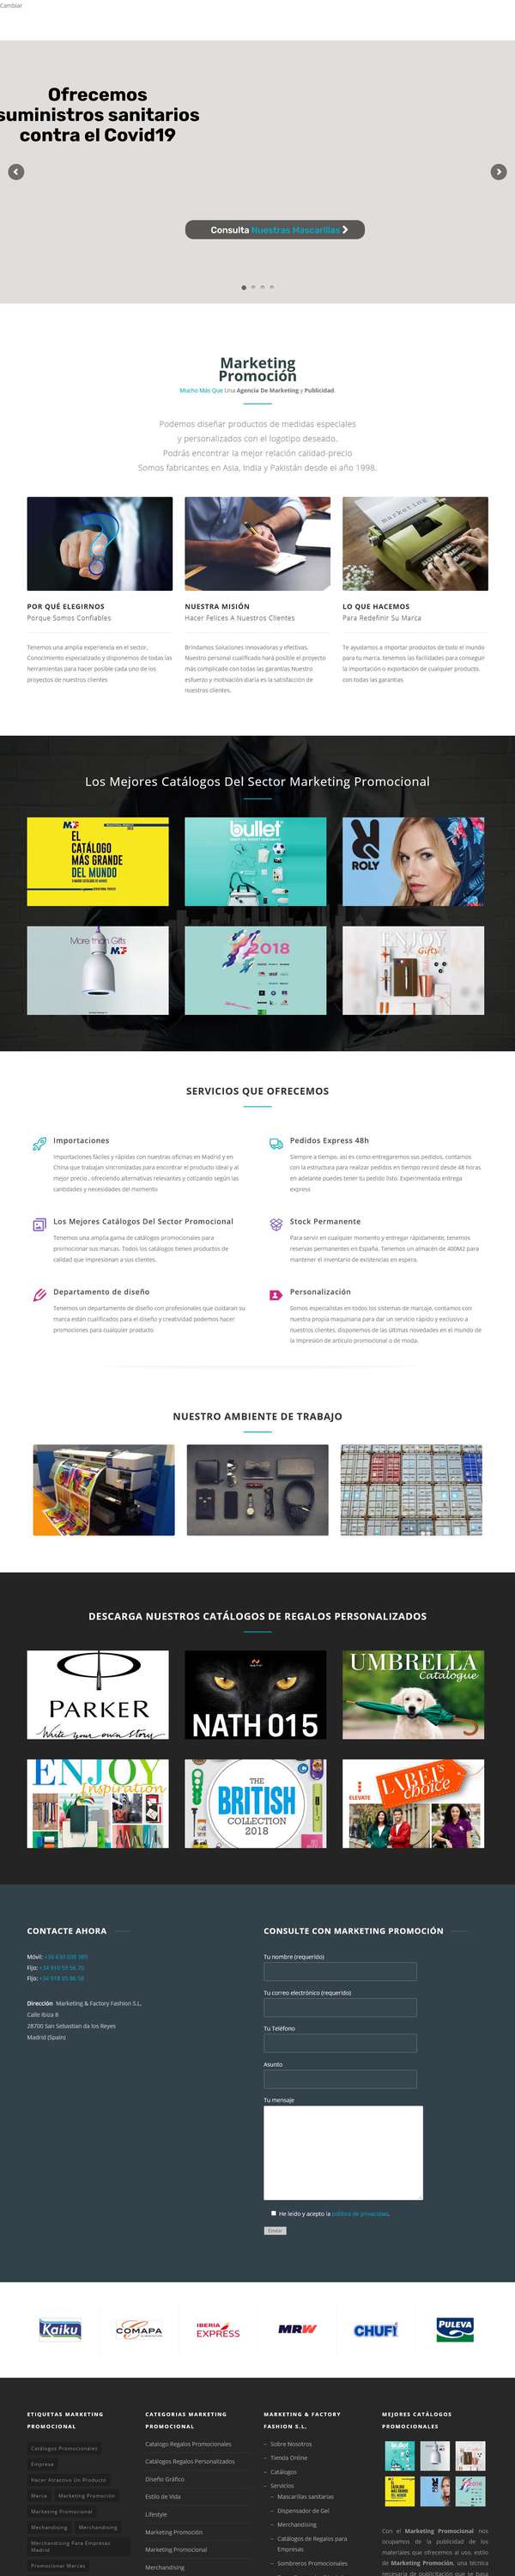 Cambiar
Ofrecemos
suministros sanitarios
contra el Covid19
Consulta Nuestras Mascarillas
Marketing
Promoción
Mucho Más Que Una Agencia De Marketing y Publicidad
Podemos diseñar productos de medidas especiales
y personalizados con el logotipo deseado.
Podrás encontrar la mejor relación calidad-precio
Somos fabricantes en Asia, India y Pakistán desde el año 1998.
marketing
POR QUÉ ELEGIRNOS
Porque Somos Confiables
Tenemos una amplia experiencia en el sector.
Conocimiento especializado y disponemos de todas las
herramientas para hacer posible cada uno de los
proyectos de nuestros clientes
NUESTRA MISIÓN
Hacer Felices A Nuestros Clientes
Brindamos Soluciones innovadoras y efectivas.
Nuestro personal cualificado hará posible el proyecto
más complicado con todas las garantías Nuestro
esfuerzo y motivación diaria es la satisfacción de
nuestros clientes.
LO QUE HACEMOS
Para Redefinir Su Marca
Te ayudamos a importar productos de todo el mundo
para tu marca. tenemos las facilidades para conseguir
la importación o exportación de cualquier producto.
con todas las garantías
Los Mejores Catálogos Del Sector Marketing Promocional
EL
CATÁLOGO
MÁS GRANDE
DEL MUNDO
bullet
ROLY
More than Gifts
2018
ENJOY
Gifts
SERVICIOS QUE OFRECEMOS
Importaciones
Importaciones fáciles y rápidas con nuestras oficinas en Madrid y en
China que trabajan sincronizadas para encontrar el producto ideal y al
mejor precio , ofreciendo alternativas relevantes y cotizando según las
cantidades y necesidades del momento
Pedidos Express 48h
Siempre a tiempo, así es como entregaremos sus pedidos, contamos
con la estructura para realizar pedidos en tiempo record desde 48 horas
en adelante puedes tener tu pedido listo. Experimentada entrega
express
Los Mejores Catálogos Del Sector Promocional
Tenemos una amplia gama de catálogos promocionales para
promocionar sus marcas. Todos los catálogos tienen productos de
calidad que impresionan a sus clientes.
Stock Permanente
Para servir en cualquier momento y entregar rápidamente, tenemos
reservas permanentes en España. Tenemos un almacén de 400M2 para
mantener el inventario de existencias en espera.
Departamento de diseño
Tenemos un departamento de diseño con profesionales que cuidaran su
marca están cualificados para el diseño y creatividad podemos hacer
promociones para cualquier producto
Personalización
Somos especialistas en todos los sistemas de marcaje, contamos con
nuestra propia maquinaria para dar un servicio rápido y exclusivo a
nuestros clientes, disponemos de las últimas novedades en el mundo de
la impresión de artículo promocional o de moda.
NUESTRO AMBIENTE DE TRABAJO
DESCARGA NUESTROS CATÁLOGOS DE REGALOS PERSONALIZADOS
PARKER
Write your own Story
NATH 015
UMBRELLA
Catalogue
ENJOY
Inspiration
THE
BRITISH
COLLECTION
2018
LABEL'S
choice
ELEVATE
CONTACTE AHORA
Móvil:
Fijo:
Fijo:
Dirección Marketing & Factory Fashion S.L,
Calle Ibiza 8
28700 San Sebastian da los Reyes
Madrid (Spain)
CONSULTE CON MARKETING PROMOCIÓN
Tu nombre (requerido)
Tu correo electrónico (requerido)
Tu Teléfono
Asunto
Tu mensaje
He leído y acepto la política de privacidad.
Enviar
Kaiku
COMAPA
IBERIA
EXPRESS
MRW
CHUFI
PULEVA
ETIQUETAS MARKETING
PROMOCIONAL
Catálogos Promocionales
Empresa
Hacer Atractivo Un Producto
Marca
Marketing Promoción
Marketing Promocional
Mechandising
Merchandising
Merchandising Para Empresas
Madrid
Promocionar Marcas
CATEGORIAS MARKETING
PROMOCIONAL
Catalogo Regalos Promocionales
Catálogos Regalos Personalizados
Diseño Gráfico
Estilo de Vida
Lifestyle
Marketing Promoción
Marketing Promocional
Merchandising
MARKETING & FACTORY
FASHION S.L.
– Sobre Nosotros
– Tienda Online
– Catálogos
– Servicios
– Mascarillas sanitarias
– Dispensador de Gel
– Merchandising
– Catálogos de Regalos para
Empresas
– Sombreros Promocionales
MEJORES CATÁLOGOS
PROMOCIONALES
Con el Marketing Promocional nos
ocupamos de la publicidad de los
materiales que ofrecemos al uso, estilo
de Marketing Promoción, una técnica
necesaria de publicitación que se basa